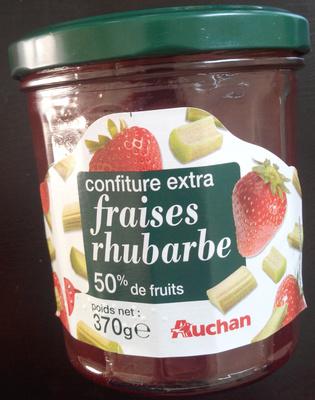 confiture extra
fraises
rhubarbe
50% de fruits
poids net :
370g℮
Auchan